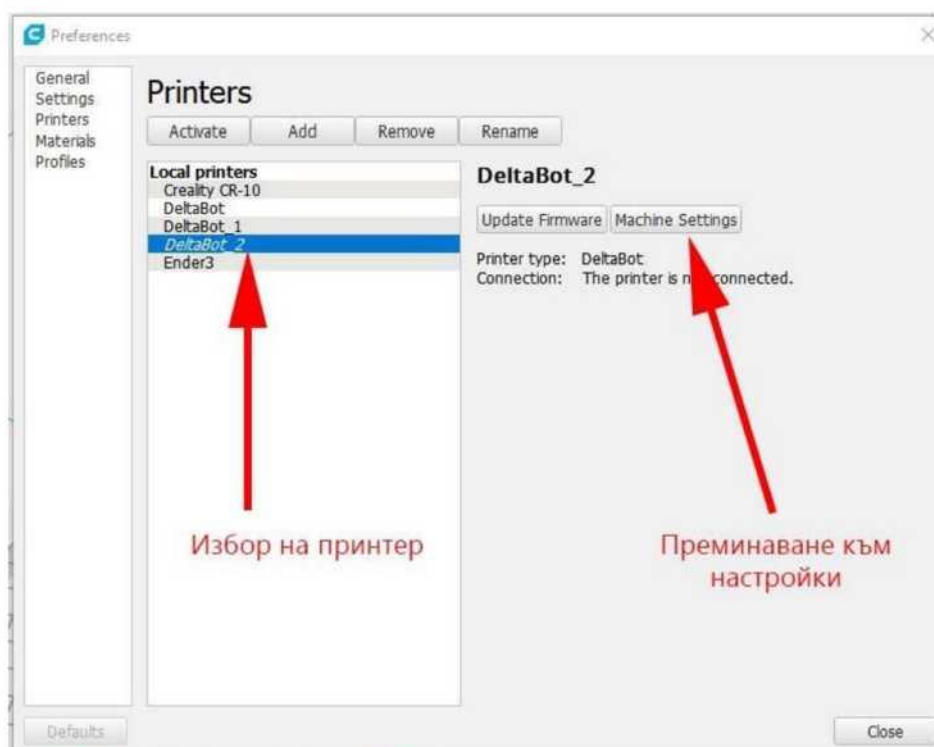 Preferences
General
Settings
Printers
Materials
Profiles
Printers
Activate
Add
Remove
Rename
Local printers
Creality CR-10
DeltaBot
DeltaBot_1
DeltaBot_2
Ender3
DeltaBot_2
Update Firmware
Machine Settings
Printer type: DeltaBot
Connection: The printer is connected.
Избор на принтер
Преминаване към
настройки
Defaults
Close